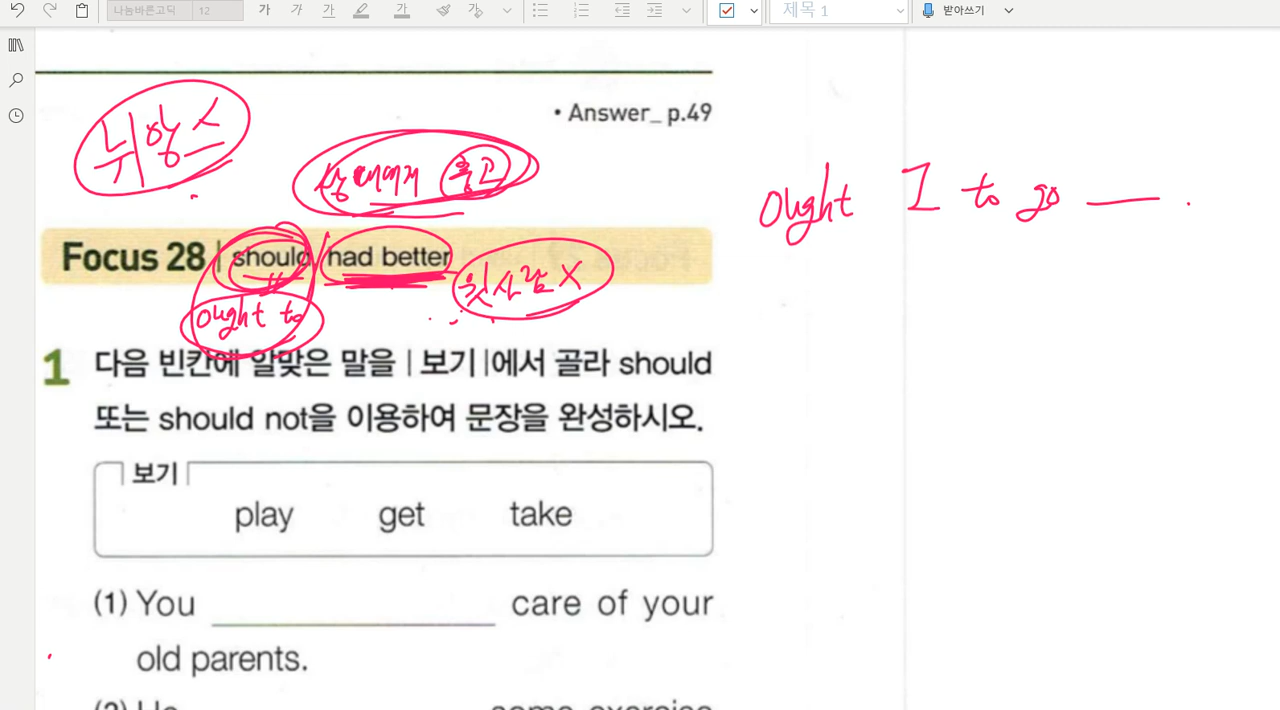 나눔바른고딕 12 가 가 가 가 가 제목 1 받아쓰기
• Answer_ p.49
뉘앙스
상대에게 충고
ought I to go ___ .
Focus 28 | should / had better
윗사람 X
ought to
1 다음 빈칸에 알맞은 말을 | 보기 |에서 골라 should
또는 should not을 이용하여 문장을 완성하시오.
보기
play get take
(1) You ____________ care of your
old parents.